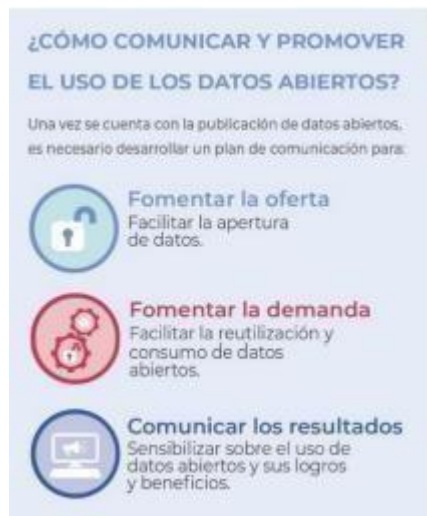 ¿CÓMO COMUNICAR Y PROMOVER
EL USO DE LOS DATOS ABIERTOS?
Una vez se cuenta con la publicación de datos abiertos,
es necesario desarrollar un plan de comunicación para:
Fomentar la oferta
Facilitar la apertura
de datos.
Fomentar la demanda
Facilitar la reutilización y
consumo de datos
abiertos.
Comunicar los resultados
Sensibilizar sobre el uso de
datos abiertos y sus logros
y beneficios.